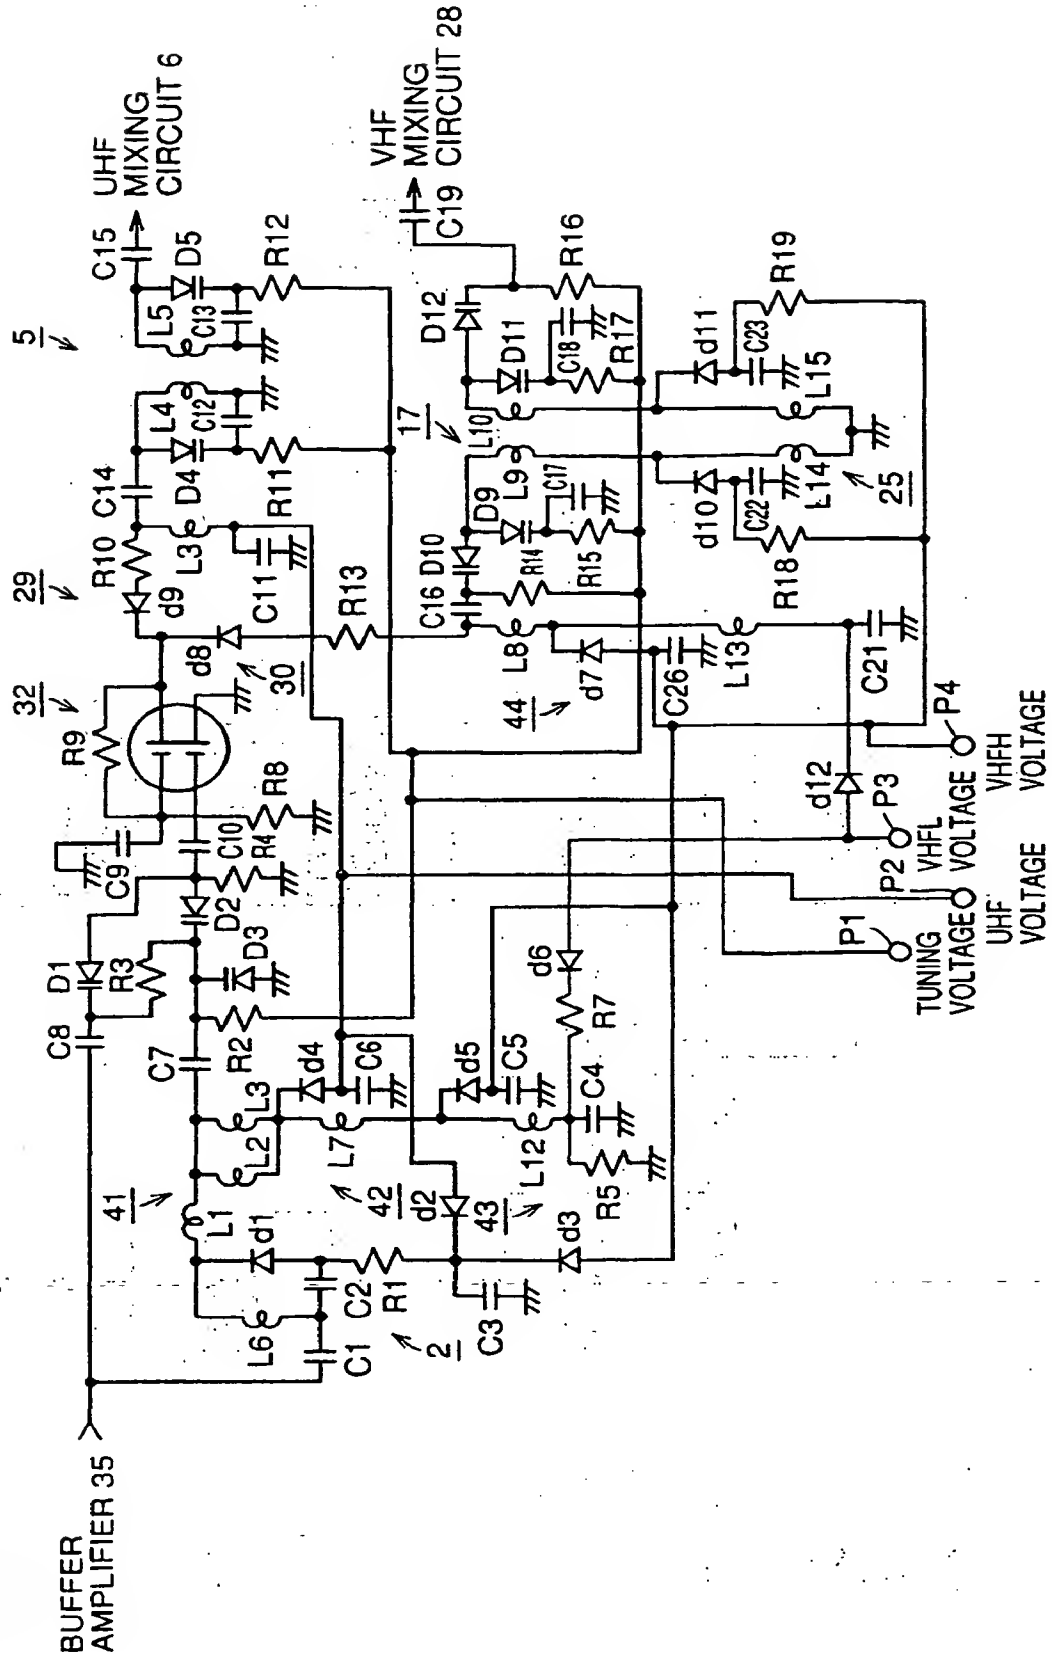 BUFFER
AMPLIFIER 35
C8
D1
R3
C9
R9
32
29
5
R10
C14
C15
UHF
MIXING
CIRCUIT 6
41
L1
L2
L3
C7
R2
D3
D2
R4
C10
R8
d8
30
d9
L3
C11
D4
R11
L4
C12
L5
C13
D5
R12
L6
C1
C2
d1
R1
2
C3
d2
42
L7
d4
C6
43
d3
L12
d5
C5
R5
C4
R7
d6
R13
C16
D10
R14
D9
R15
C17
L9
17
L10
D11
C18
R17
D12
R16
C19
VHF
MIXING
CIRCUIT 28
44
L8
d7
C26
L13
C21
d12
R18
d10
C22
L14
25
L15
d11
C23
R19
P1
TUNING
VOLTAGE
P2
UHF
VOLTAGE
P3
VHFL
VOLTAGE
P4
VHFH
VOLTAGE